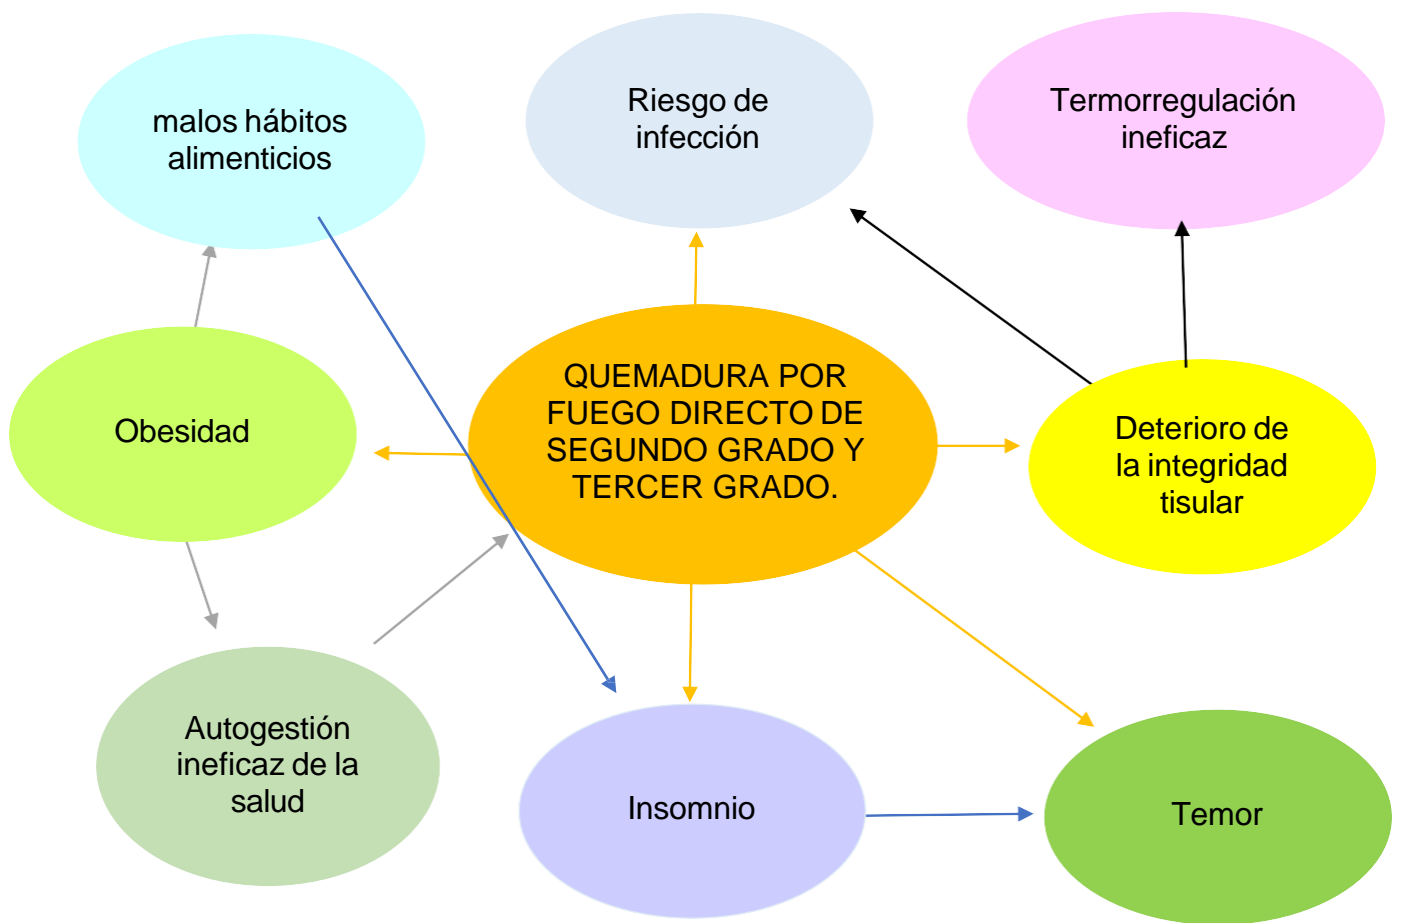 malos hábitos
alimenticios
Riesgo de
infección
Termorregulación
ineficaz
Obesidad
QUEMADURA POR
FUEGO DIRECTO DE
SEGUNDO GRADO Y
TERCER GRADO.
Deterioro de
la integridad
tisular
Autogestión
ineficaz de la
salud
Insomnio
Temor